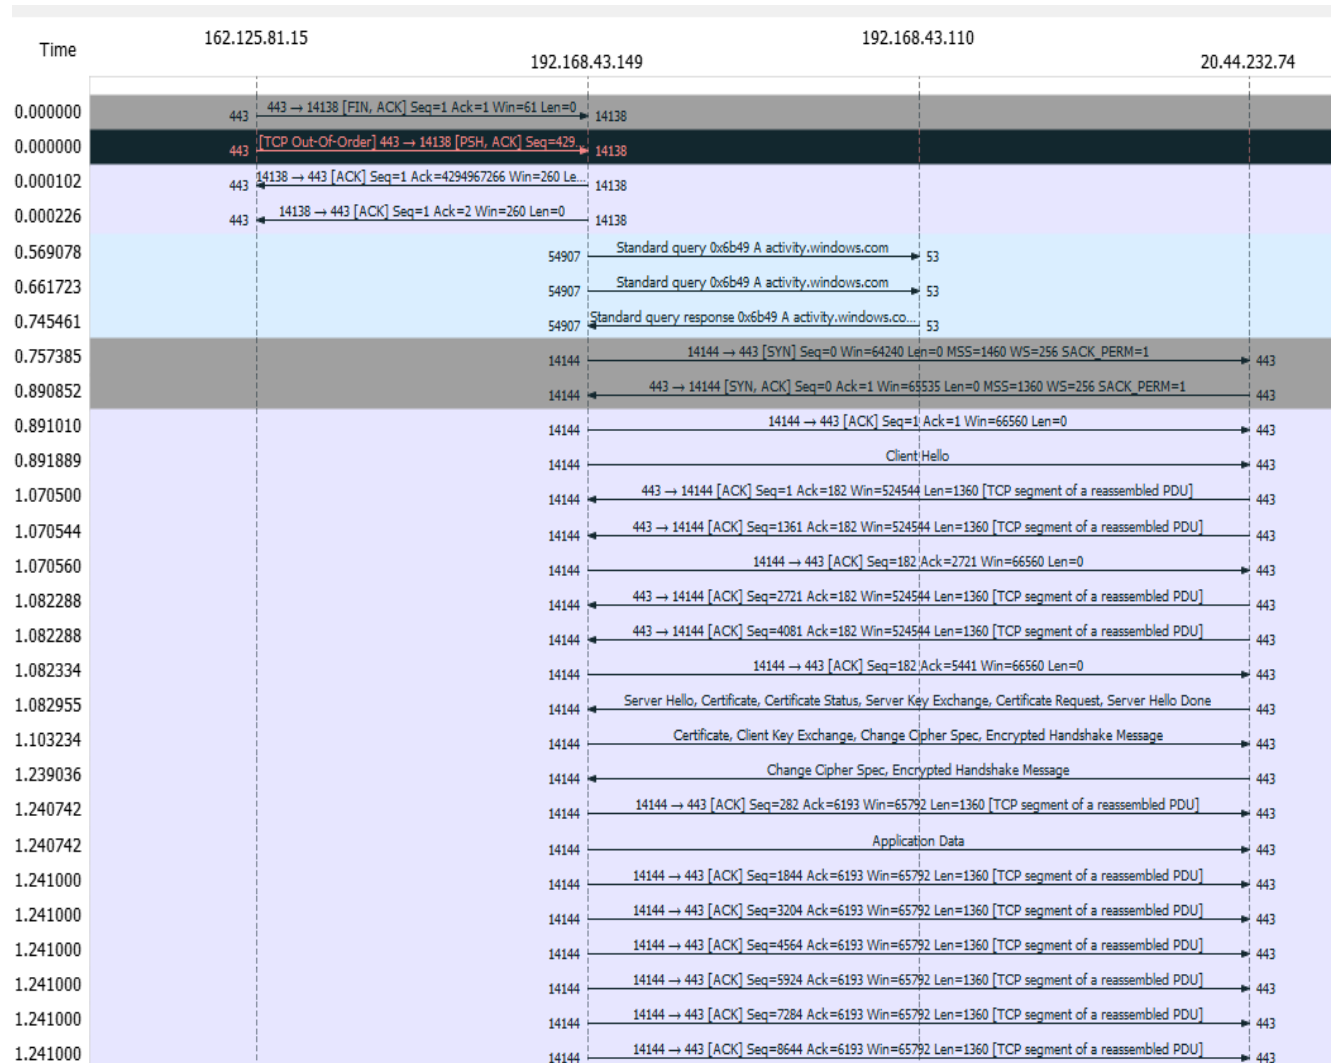 162.125.81.15 192.168.43.110
Time
192.168.43.149 20.44.232.74
0.000000 443 443 → 14138 [FIN, ACK] Seq=1 Ack=1 Win=61 Len=0 14138
0.000000 443 [TCP Out-Of-Order] 443 → 14138 [PSH, ACK] Seq=429... 14138
0.000102 443 14138 → 443 [ACK] Seq=1 Ack=4294967266 Win=260 Le... 14138
0.000226 443 14138 → 443 [ACK] Seq=1 Ack=2 Win=260 Len=0 14138
0.569078 54907 Standard query 0x6b49 A activity.windows.com 53
0.661723 54907 Standard query 0x6b49 A activity.windows.com 53
0.745461 54907 Standard query response 0x6b49 A activity.windows.co... 53
0.757385 14144 14144 → 443 [SYN] Seq=0 Win=64240 Len=0 MSS=1460 WS=256 SACK_PERM=1 443
0.890852 14144 443 → 14144 [SYN, ACK] Seq=0 Ack=1 Win=65535 Len=0 MSS=1360 WS=256 SACK_PERM=1 443
0.891010 14144 14144 → 443 [ACK] Seq=1 Ack=1 Win=66560 Len=0 443
0.891889 14144 Client Hello 443
1.070500 14144 443 → 14144 [ACK] Seq=1 Ack=182 Win=524544 Len=1360 [TCP segment of a reassembled PDU] 443
1.070544 14144 443 → 14144 [ACK] Seq=1361 Ack=182 Win=524544 Len=1360 [TCP segment of a reassembled PDU] 443
1.070560 14144 14144 → 443 [ACK] Seq=182 Ack=2721 Win=66560 Len=0 443
1.082288 14144 443 → 14144 [ACK] Seq=2721 Ack=182 Win=524544 Len=1360 [TCP segment of a reassembled PDU] 443
1.082288 14144 443 → 14144 [ACK] Seq=4081 Ack=182 Win=524544 Len=1360 [TCP segment of a reassembled PDU] 443
1.082334 14144 14144 → 443 [ACK] Seq=182 Ack=5441 Win=66560 Len=0 443
1.082955 14144 Server Hello, Certificate, Certificate Status, Server Key Exchange, Certificate Request, Server Hello Done 443
1.103234 14144 Certificate, Client Key Exchange, Change Cipher Spec, Encrypted Handshake Message 443
1.239036 14144 Change Cipher Spec, Encrypted Handshake Message 443
1.240742 14144 14144 → 443 [ACK] Seq=282 Ack=6193 Win=65792 Len=1360 [TCP segment of a reassembled PDU] 443
1.240742 14144 Application Data 443
1.241000 14144 14144 → 443 [ACK] Seq=1844 Ack=6193 Win=65792 Len=1360 [TCP segment of a reassembled PDU] 443
1.241000 14144 14144 → 443 [ACK] Seq=3204 Ack=6193 Win=65792 Len=1360 [TCP segment of a reassembled PDU] 443
1.241000 14144 14144 → 443 [ACK] Seq=4564 Ack=6193 Win=65792 Len=1360 [TCP segment of a reassembled PDU] 443
1.241000 14144 14144 → 443 [ACK] Seq=5924 Ack=6193 Win=65792 Len=1360 [TCP segment of a reassembled PDU] 443
1.241000 14144 14144 → 443 [ACK] Seq=7284 Ack=6193 Win=65792 Len=1360 [TCP segment of a reassembled PDU] 443
1.241000 14144 14144 → 443 [ACK] Seq=8644 Ack=6193 Win=65792 Len=1360 [TCP segment of a reassembled PDU] 443